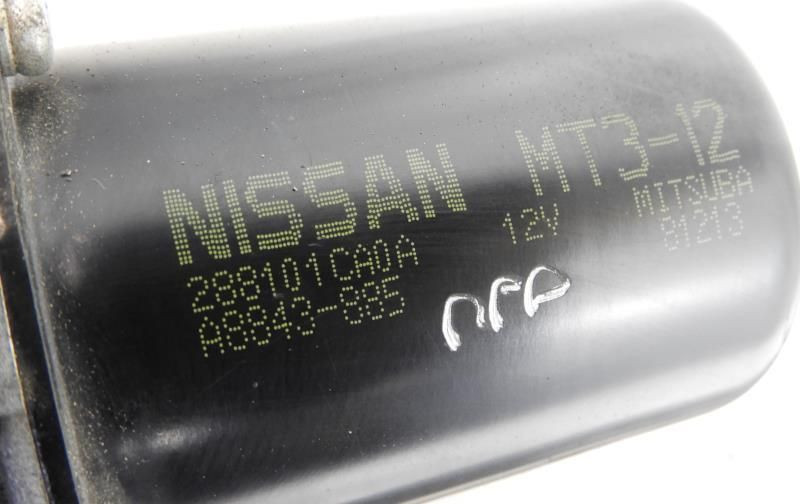 NISSAN MT3-12
288101CA0A 12V MITSUBA
A8843-885 81213